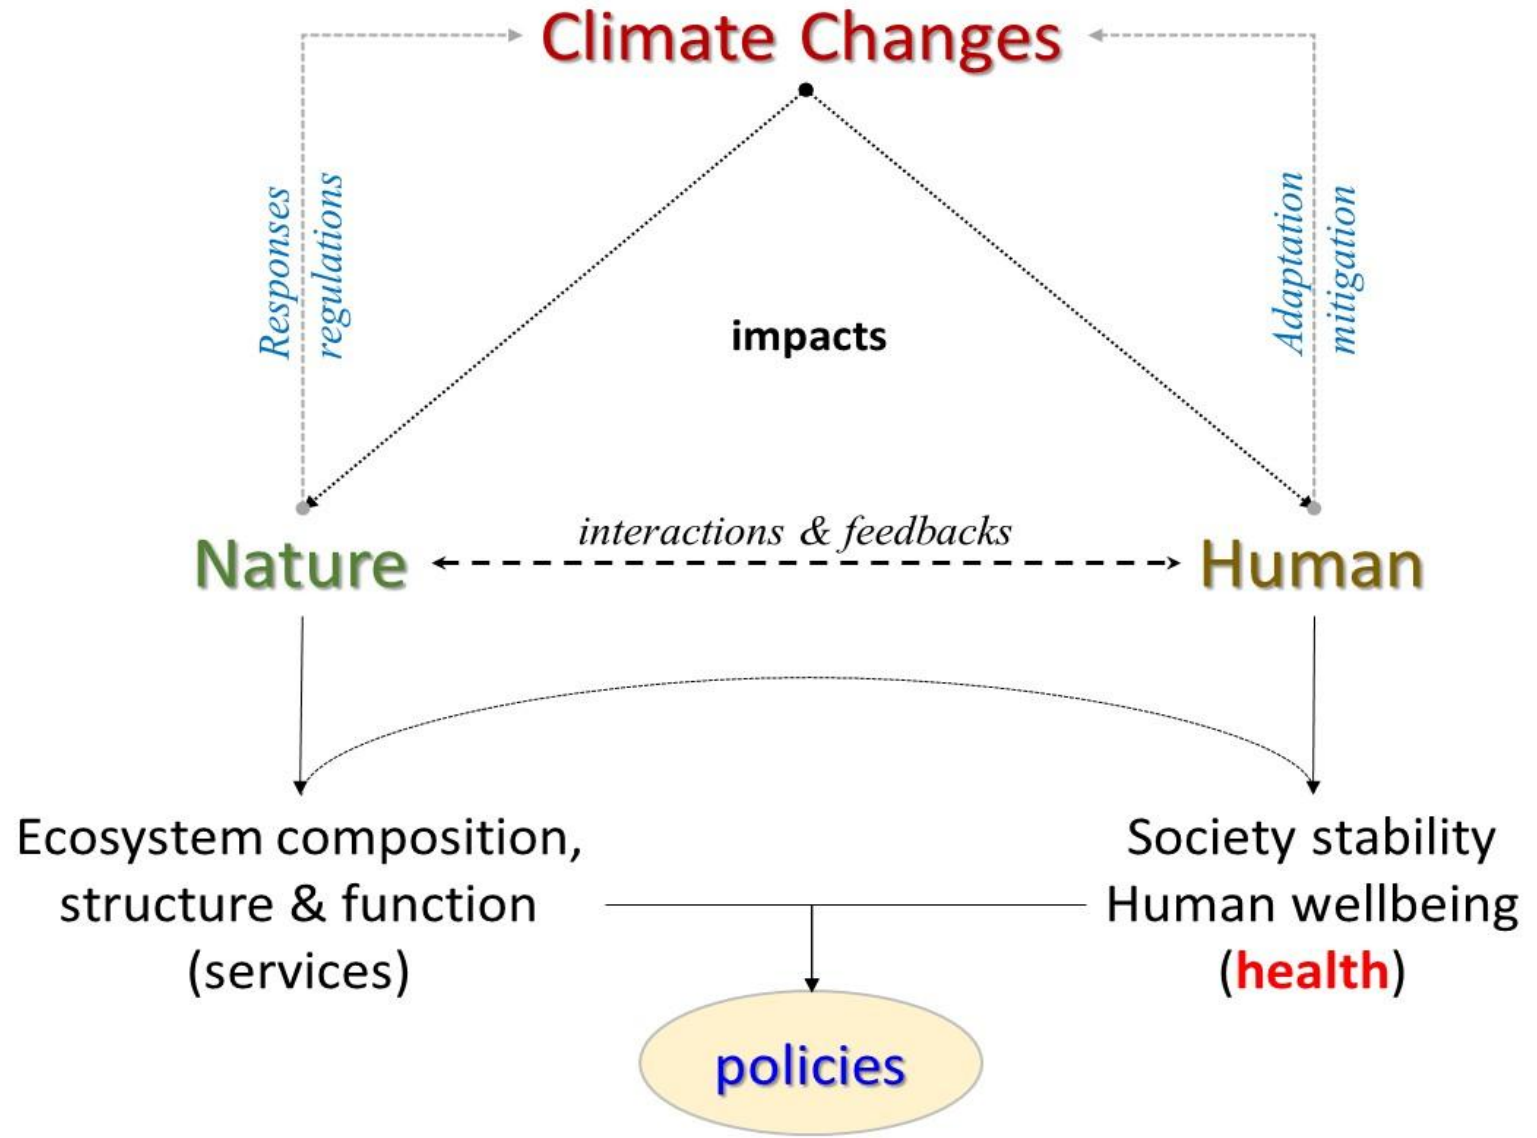 Climate Changes
Responses
regulations
Adaptation
mitigation
impacts
interactions & feedbacks
Nature
Human
Ecosystem composition,
structure & function
(services)
Society stability
Human wellbeing
(health)
policies